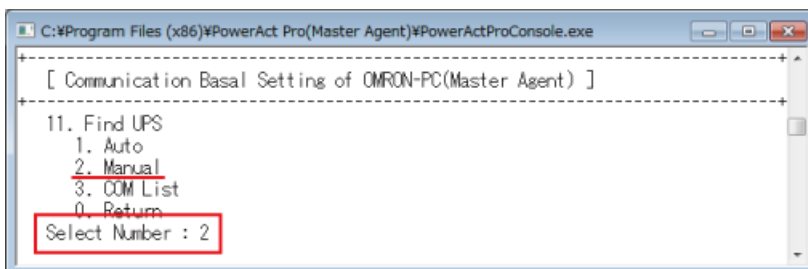 C:¥Program Files (x86)¥PowerAct Pro(Master Agent)¥PowerActProConsole.exe
[ Communication Basal Setting of OMRON-PC(Master Agent) ]
11. Find UPS
1. Auto
2. Manual
3. COM List
0. Return
Select Number : 2